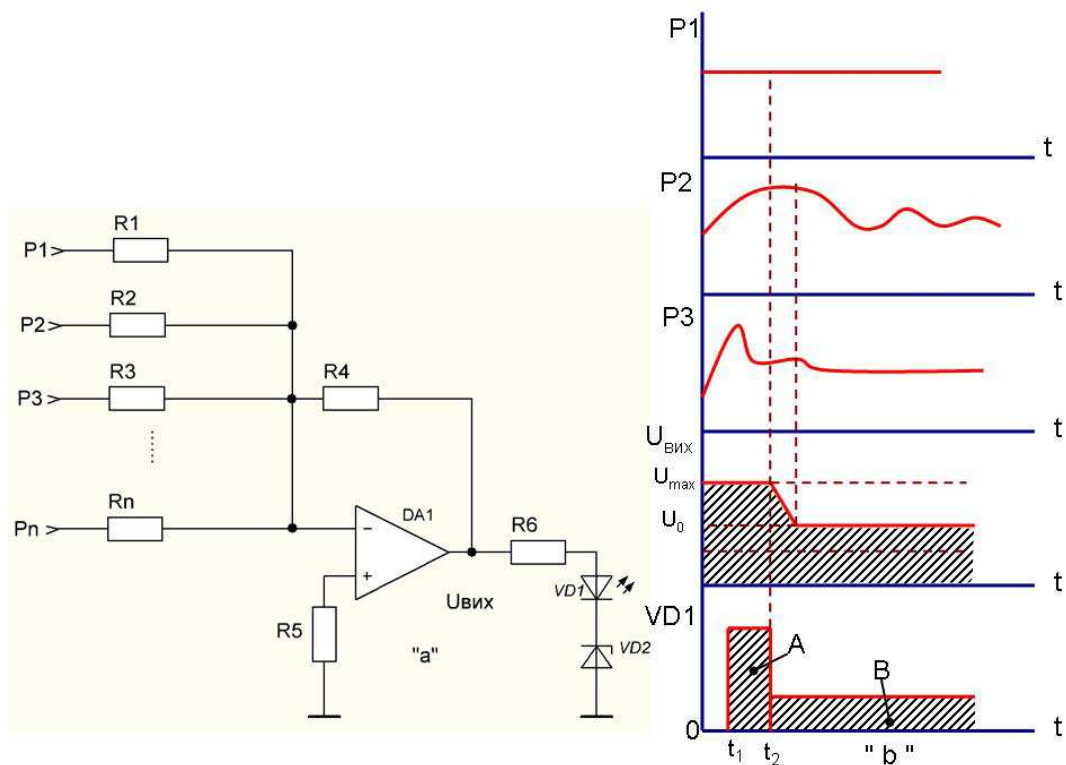 P1
R1
P2
R2
P3
R3
R4
Pn
Rn
DA1
−
+
R5
R6
Uвих
VD1
VD2
"a"
P1
t
P2
t
P3
t
Uвих
Umax
U0
t
VD1
A
B
0
t1
t2
t
" b "